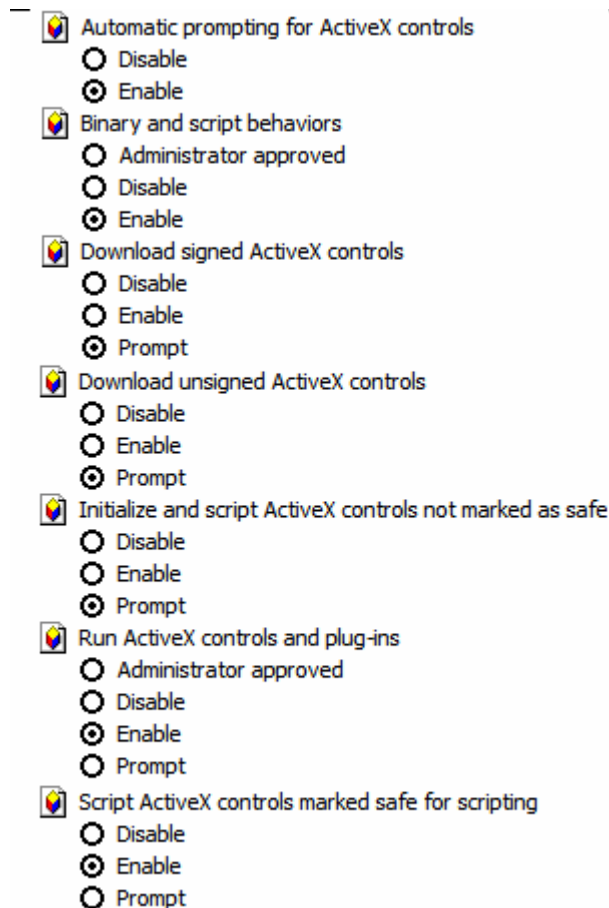 Automatic prompting for ActiveX controls
Disable
Enable
Binary and script behaviors
Administrator approved
Disable
Enable
Download signed ActiveX controls
Disable
Enable
Prompt
Download unsigned ActiveX controls
Disable
Enable
Prompt
Initialize and script ActiveX controls not marked as safe
Disable
Enable
Prompt
Run ActiveX controls and plug-ins
Administrator approved
Disable
Enable
Prompt
Script ActiveX controls marked safe for scripting
Disable
Enable
Prompt